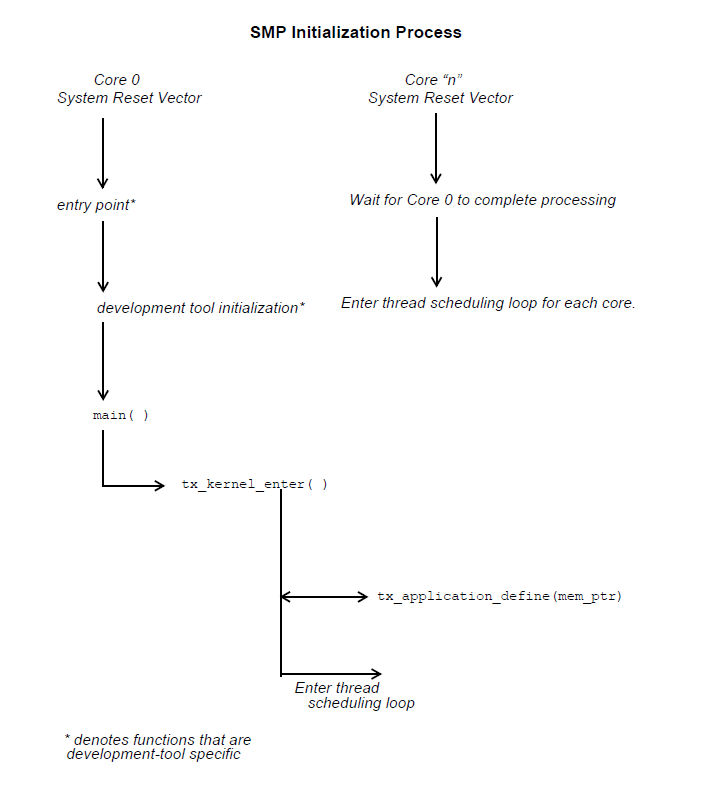 SMP Initialization Process
Core 0
System Reset Vector
Core “n”
System Reset Vector
entry point*
Wait for Core 0 to complete processing
development tool initialization*
Enter thread scheduling loop for each core.
main( )
tx_kernel_enter( )
tx_application_define(mem_ptr)
Enter thread
scheduling loop
* denotes functions that are
development-tool specific